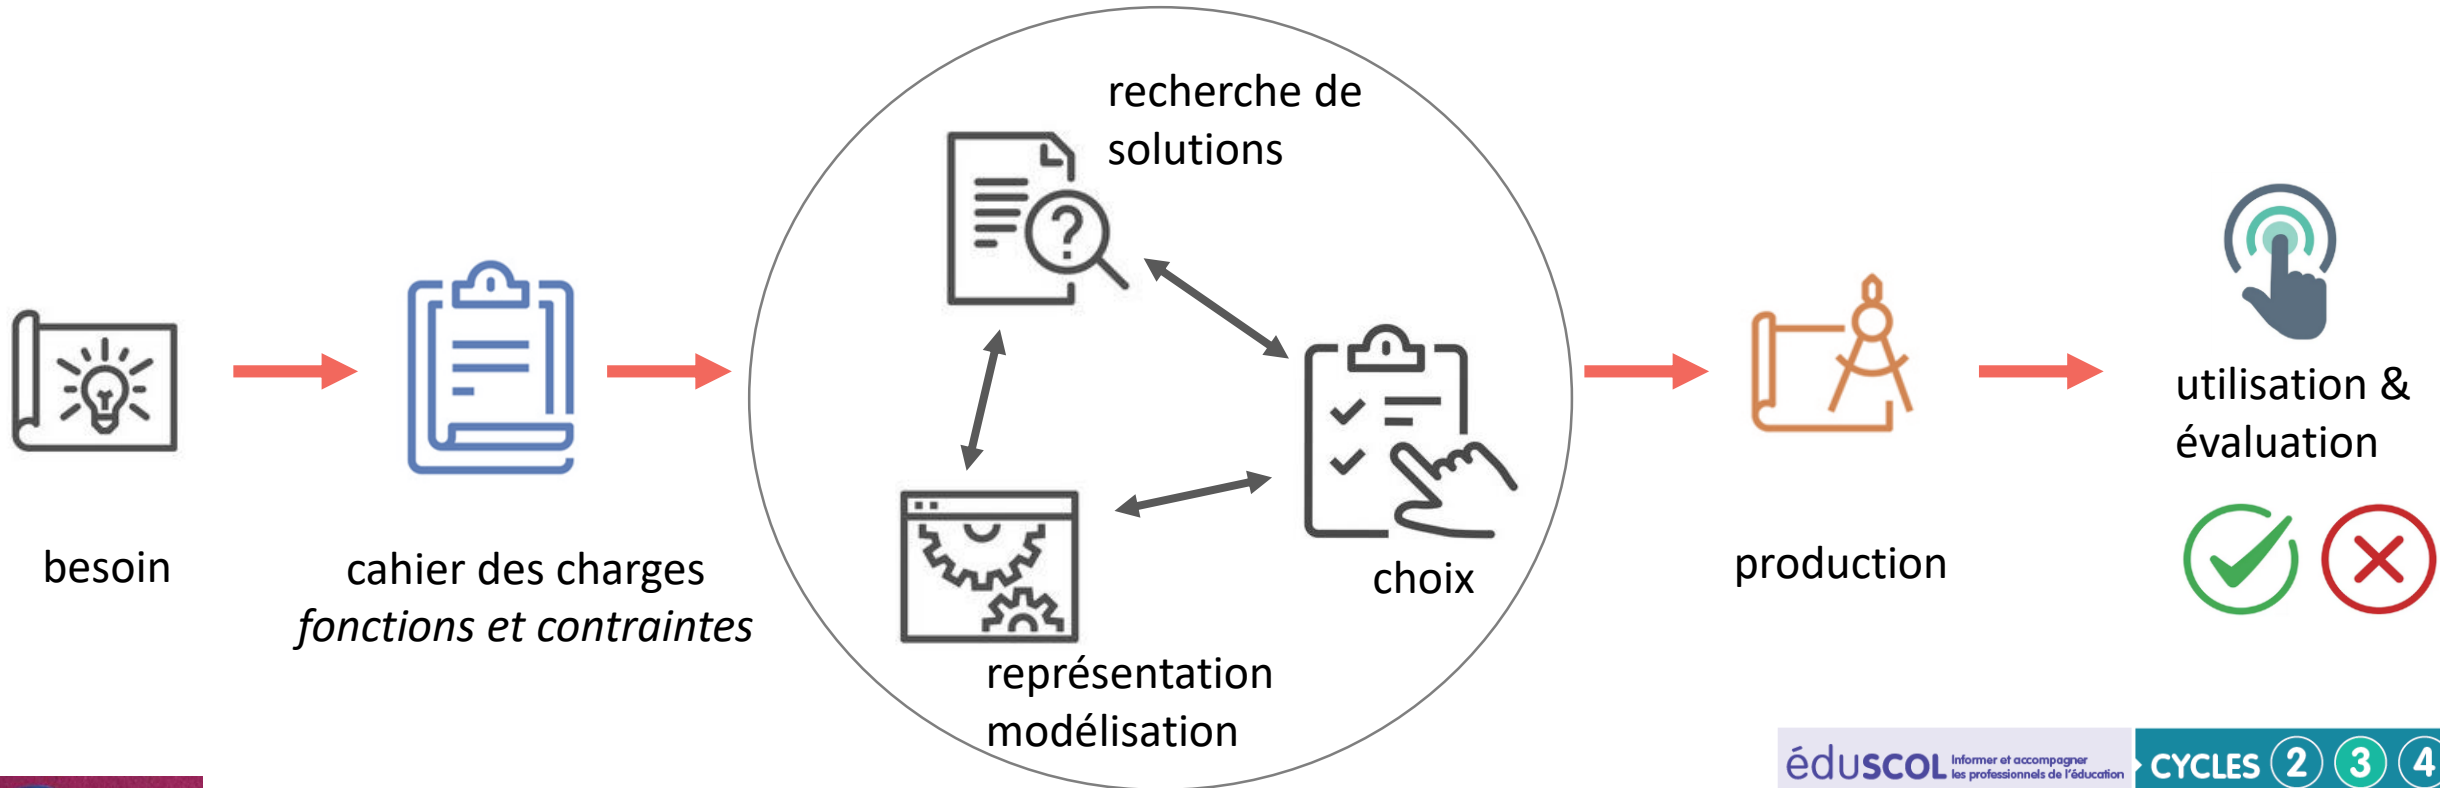 recherche de
solutions
?
besoin
cahier des charges
fonctions et contraintes
représentation
modélisation
choix
production
utilisation &
évaluation
éduscol Informer et accompagner
les professionnels de l'éducation
CYCLES 2 3 4